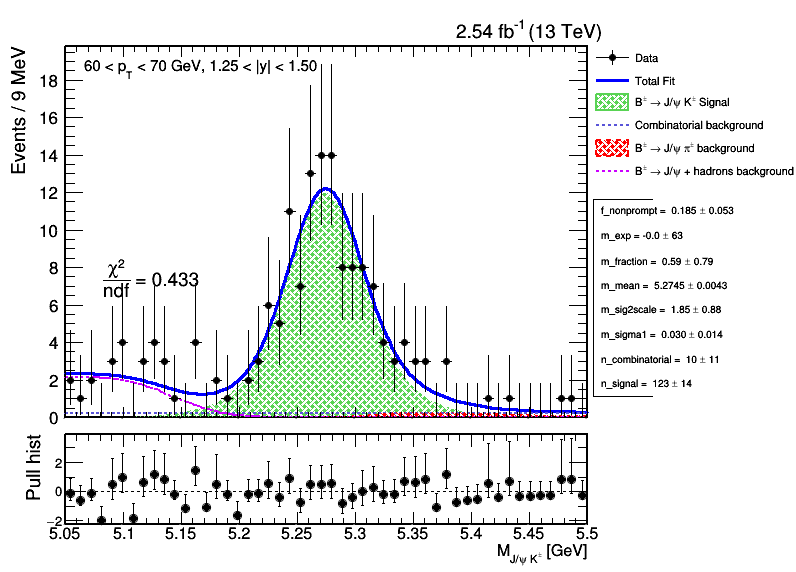 2.54 fb⁻¹ (13 TeV)
Events / 9 MeV
60 < p_T < 70 GeV, 1.25 < |y| < 1.50
18
16
14
12
10
8
6
4
2
0
χ²/ndf = 0.433
Data
Total Fit
B± → J/ψ K± Signal
Combinatorial background
B± → J/ψ π± background
B± → J/ψ + hadrons background
f_nonprompt = 0.185 ± 0.053
m_exp = -0.0 ± 63
m_fraction = 0.59 ± 0.79
m_mean = 5.2745 ± 0.0043
m_sig2scale = 1.85 ± 0.88
m_sigma1 = 0.030 ± 0.014
n_combinatorial = 10 ± 11
n_signal = 123 ± 14
Pull hist
2
0
−2
5.05 5.1 5.15 5.2 5.25 5.3 5.35 5.4 5.45 5.5
M_J/ψ K± [GeV]